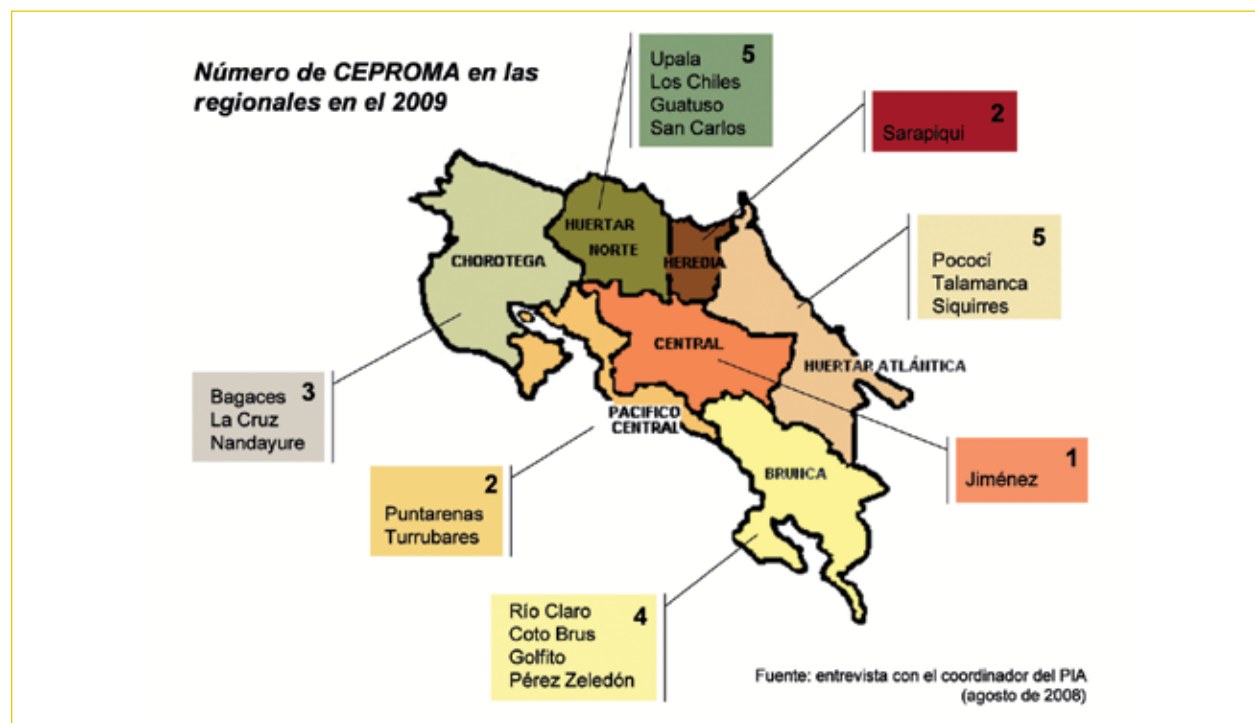 Número de CEPROMA en las
regionales en el 2009
5
Upala
Los Chiles
Guatuso
San Carlos
2
Sarapiqui
5
Pococí
Talamanca
Siquirres
HUERTAR
NORTE
HEREDIA
CHOROTEGA
CENTRAL
HUERTAR ATLÁNTICA
3
Bagaces
La Cruz
Nandayure
PACIFICO
CENTRAL
1
Jiménez
BRUNCA
2
Puntarenas
Turrubares
4
Río Claro
Coto Brus
Golfito
Pérez Zeledón
Fuente: entrevista con el coordinador del PIA
(agosto de 2008)